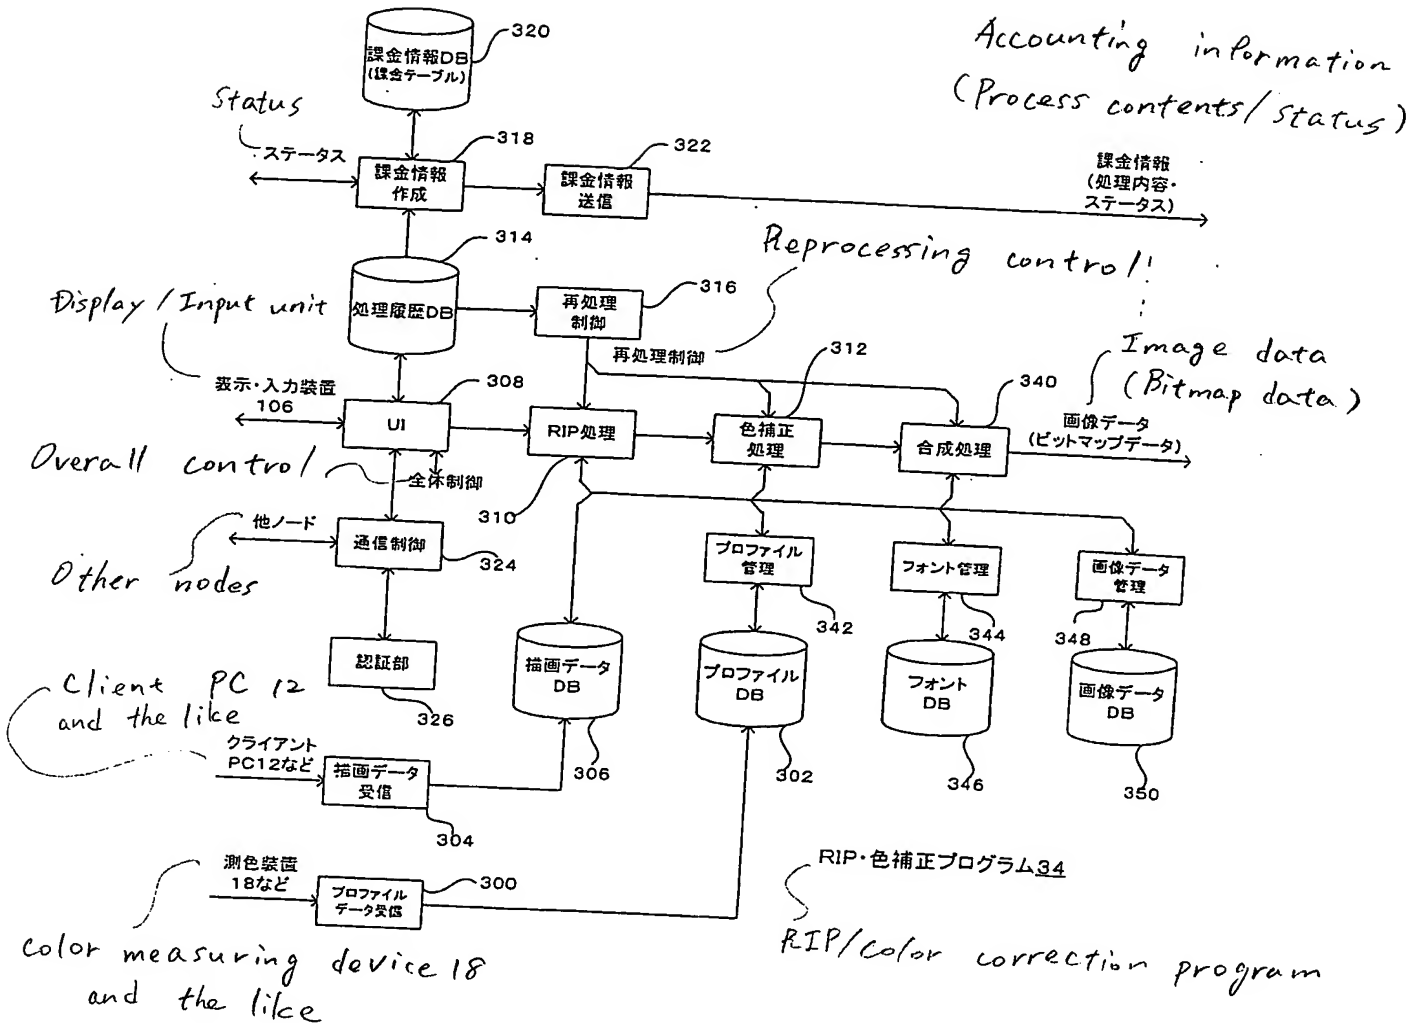 課金情報DB
(課金テーブル)
320
Accounting information
(Process contents/status)
Status
ステータス
課金情報
作成
318
課金情報
送信
322
課金情報
(処理内容・
ステータス)
処理履歴DB
314
Reprocessing control
再処理
制御
316
再処理制御
Display/Input unit
表示・入力装置
106
UI
308
RIP処理
310
色補正
処理
312
合成処理
340
Image data
(Bitmap data)
画像データ
(ビットマップデータ)
Overall control
全体制御
他ノード
Other nodes
通信制御
324
認証部
326
プロファイル
管理
342
フォント管理
344
画像データ
管理
348
描画データ
DB
306
プロファイル
DB
302
フォント
DB
346
画像データ
DB
350
Client PC 12
and the like
クライアント
PC12など
描画データ
受信
304
測色装置
18など
プロファイル
データ受信
300
color measuring device 18
and the like
RIP・色補正プログラム34
RIP/color correction program